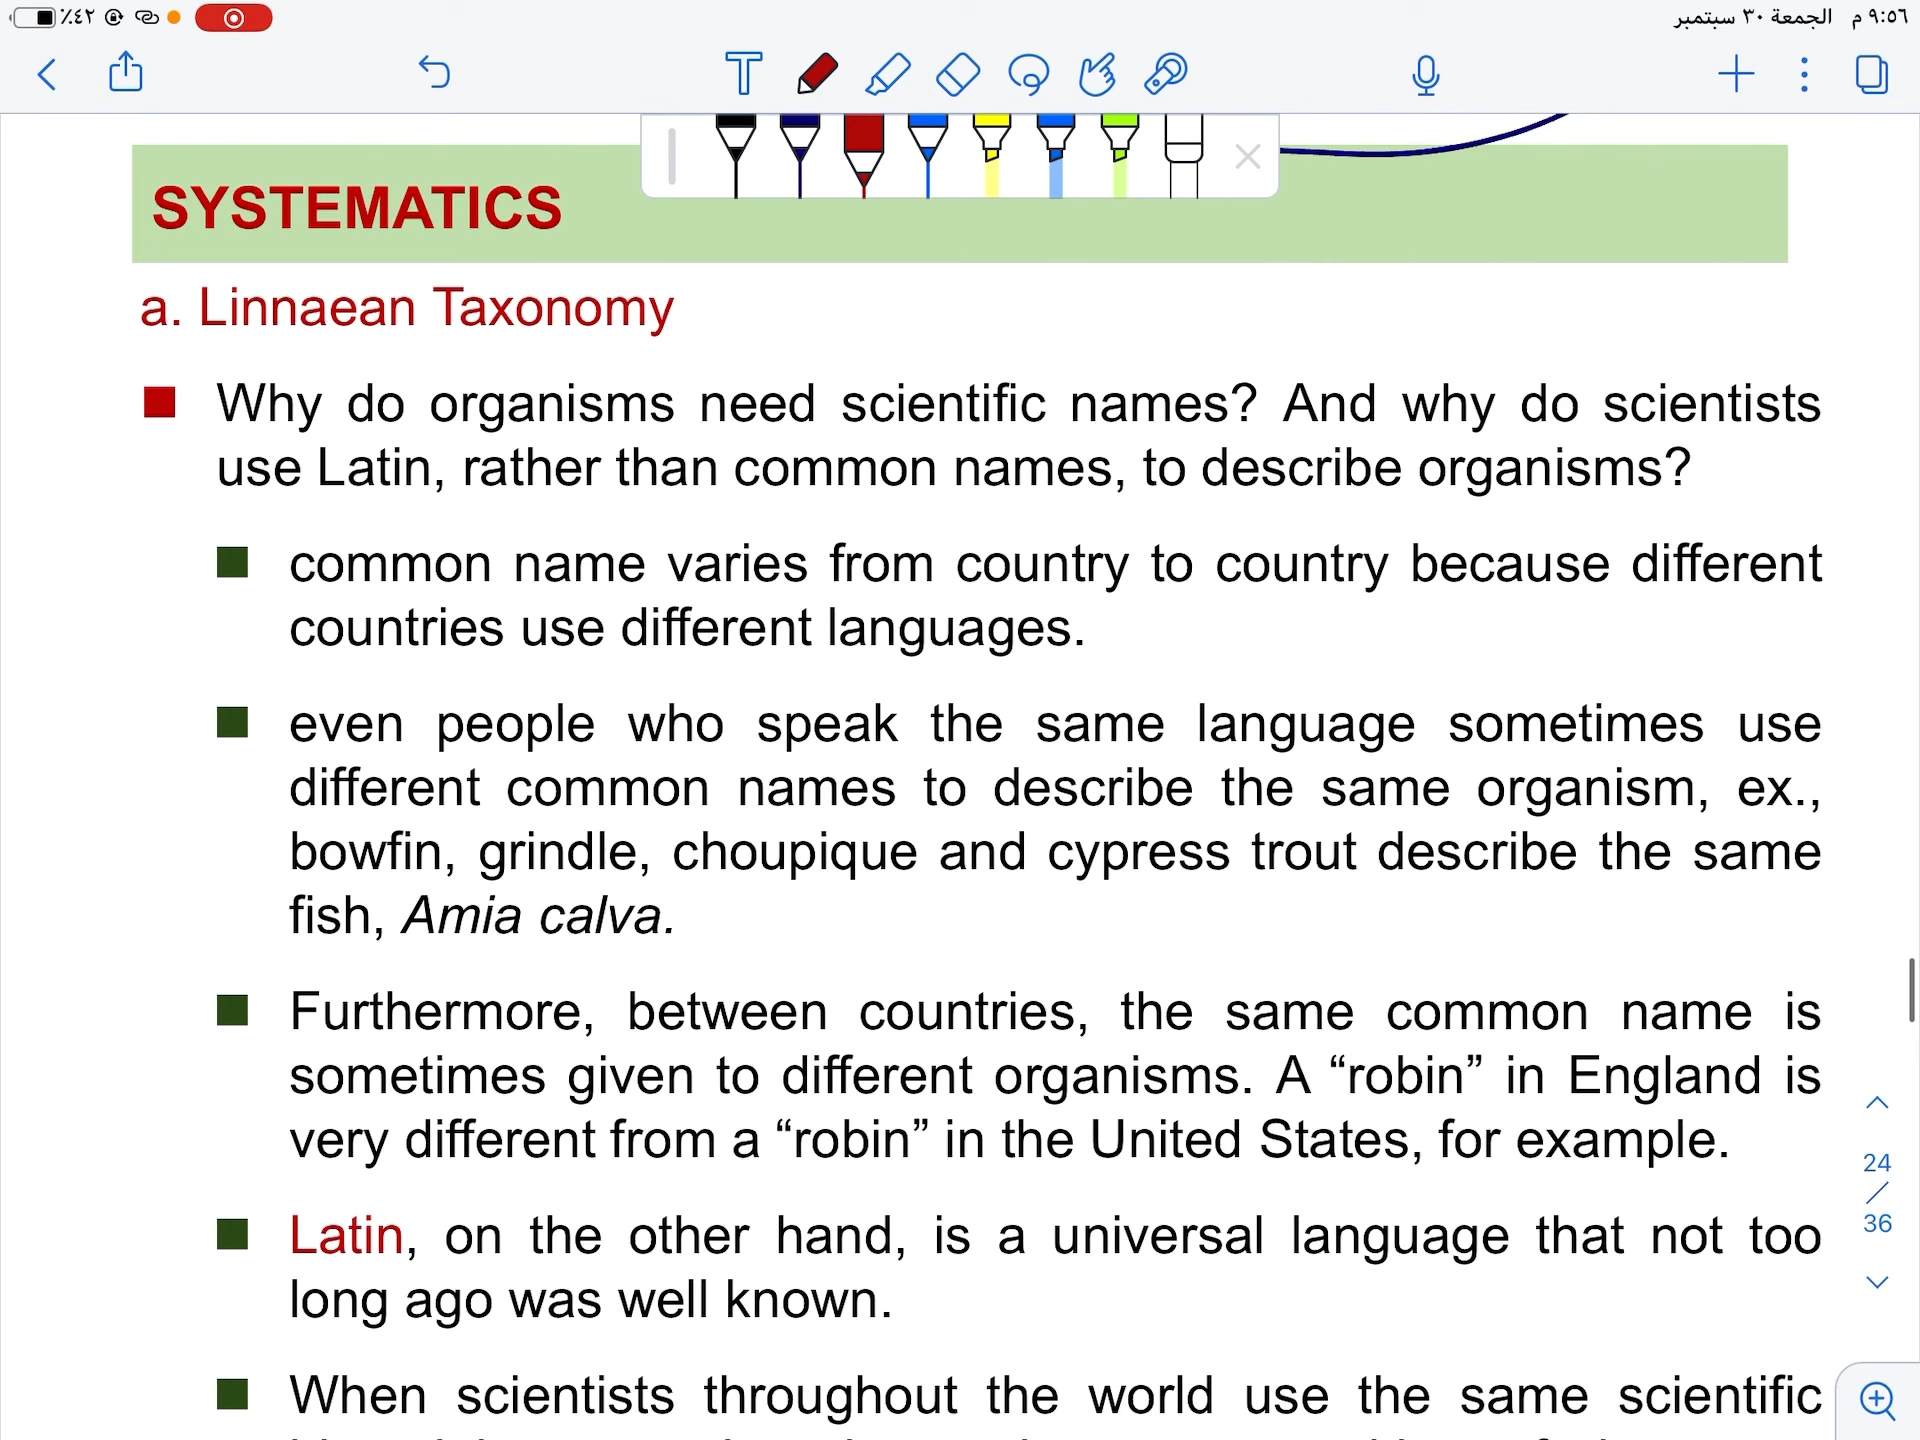 ٪٤٢
الجمعة ٣٠ سبتمبر ٩:٥٦ م
T
SYSTEMATICS
a. Linnaean Taxonomy
Why do organisms need scientific names? And why do scientists
use Latin, rather than common names, to describe organisms?
common name varies from country to country because different
countries use different languages.
even people who speak the same language sometimes use
different common names to describe the same organism, ex.,
bowfin, grindle, choupique and cypress trout describe the same
fish, Amia calva.
Furthermore, between countries, the same common name is
sometimes given to different organisms. A “robin” in England is
very different from a “robin” in the United States, for example.
Latin, on the other hand, is a universal language that not too
long ago was well known.
When scientists throughout the world use the same scientific
24
/
36